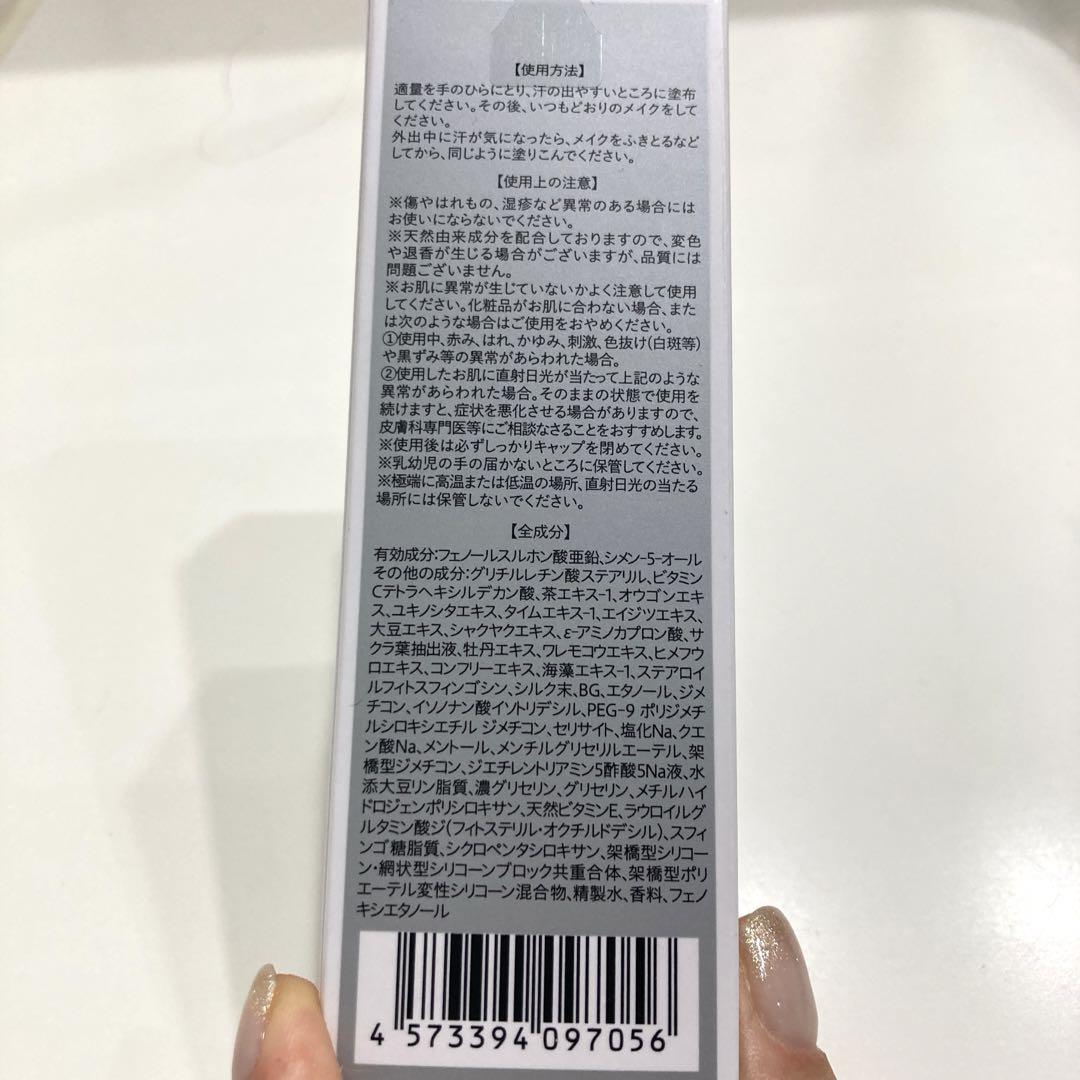 【使用方法】
適量を手のひらにとり、汗の出やすいところに塗布
してください。その後、いつもどおりのメイクをして
ください。
外出中に汗が気になったら、メイクをふきとるなど
してから、同じように塗りこんでください。
【使用上の注意】
※傷やはれもの、湿疹など異常のある場合には
お使いにならないでください。
※天然由来成分を配合しておりますので、変色
や退香が生じる場合がございますが、品質には
問題ございません。
※お肌に異常が生じていないかよく注意して使用
してください。化粧品がお肌に合わない場合、また
は次のような場合はご使用をおやめください。
①使用中、赤み、はれ、かゆみ、刺激、色抜け(白斑等)
や黒ずみ等の異常があらわれた場合。
②使用したお肌に直射日光が当たって上記のような
異常があらわれた場合。そのままの状態で使用を
続けますと、症状を悪化させる場合がありますので、
皮膚科専門医等にご相談なさることをおすすめします。
※使用後は必ずしっかりキャップを閉めてください。
※乳幼児の手の届かないところに保管してください。
※極端に高温または低温の場所、直射日光の当たる
場所には保管しないでください。
【全成分】
有効成分:フェノールスルホン酸亜鉛、シメン-5-オール
その他の成分:グリチルレチン酸ステアリル、ビタミン
Cテトラヘキシルデカン酸、茶エキス-1、オウゴンエキ
ス、ユキノシタエキス、タイムエキス-1、エイジツエキス、
大豆エキス、シャクヤクエキス、ε-アミノカプロン酸、サ
クラ葉抽出液、牡丹エキス、ワレモコウエキス、ヒメフウ
ロエキス、コンフリーエキス、海藻エキス-1、ステアロイ
ルフィトスフィンゴシン、シルク末、BG、エタノール、ジメ
チコン、イソノナン酸イソトリデシル、PEG-9 ポリジメチ
ルシロキシエチル ジメチコン、セリサイト、塩化Na、クエ
ン酸Na、メントール、メンチルグリセリルエーテル、架
橋型ジメチコン、ジエチレントリアミン5酢酸5Na液、水
添大豆リン脂質、濃グリセリン、グリセリン、メチルハイ
ドロジェンポリシロキサン、天然ビタミンE、ラウロイルグ
ルタミン酸ジ(フィトステリル・オクチルドデシル)、スフィ
ンゴ糖脂質、シクロペンタシロキサン、架橋型シリコー
ン・網状型シリコーンブロック共重合体、架橋型ポリ
エーテル変性シリコーン混合物、精製水、香料、フェノ
キシエタノール
4 573394 097056